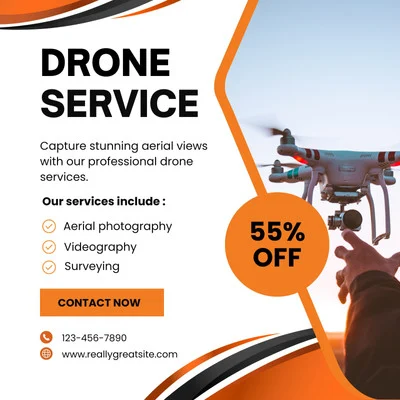 DRONE
SERVICE
Capture stunning aerial views
with our professional drone
services.
Our services include :
Aerial photography
Videography
Surveying
55%
OFF
CONTACT NOW
123-456-7890
www.reallygreatsite.com